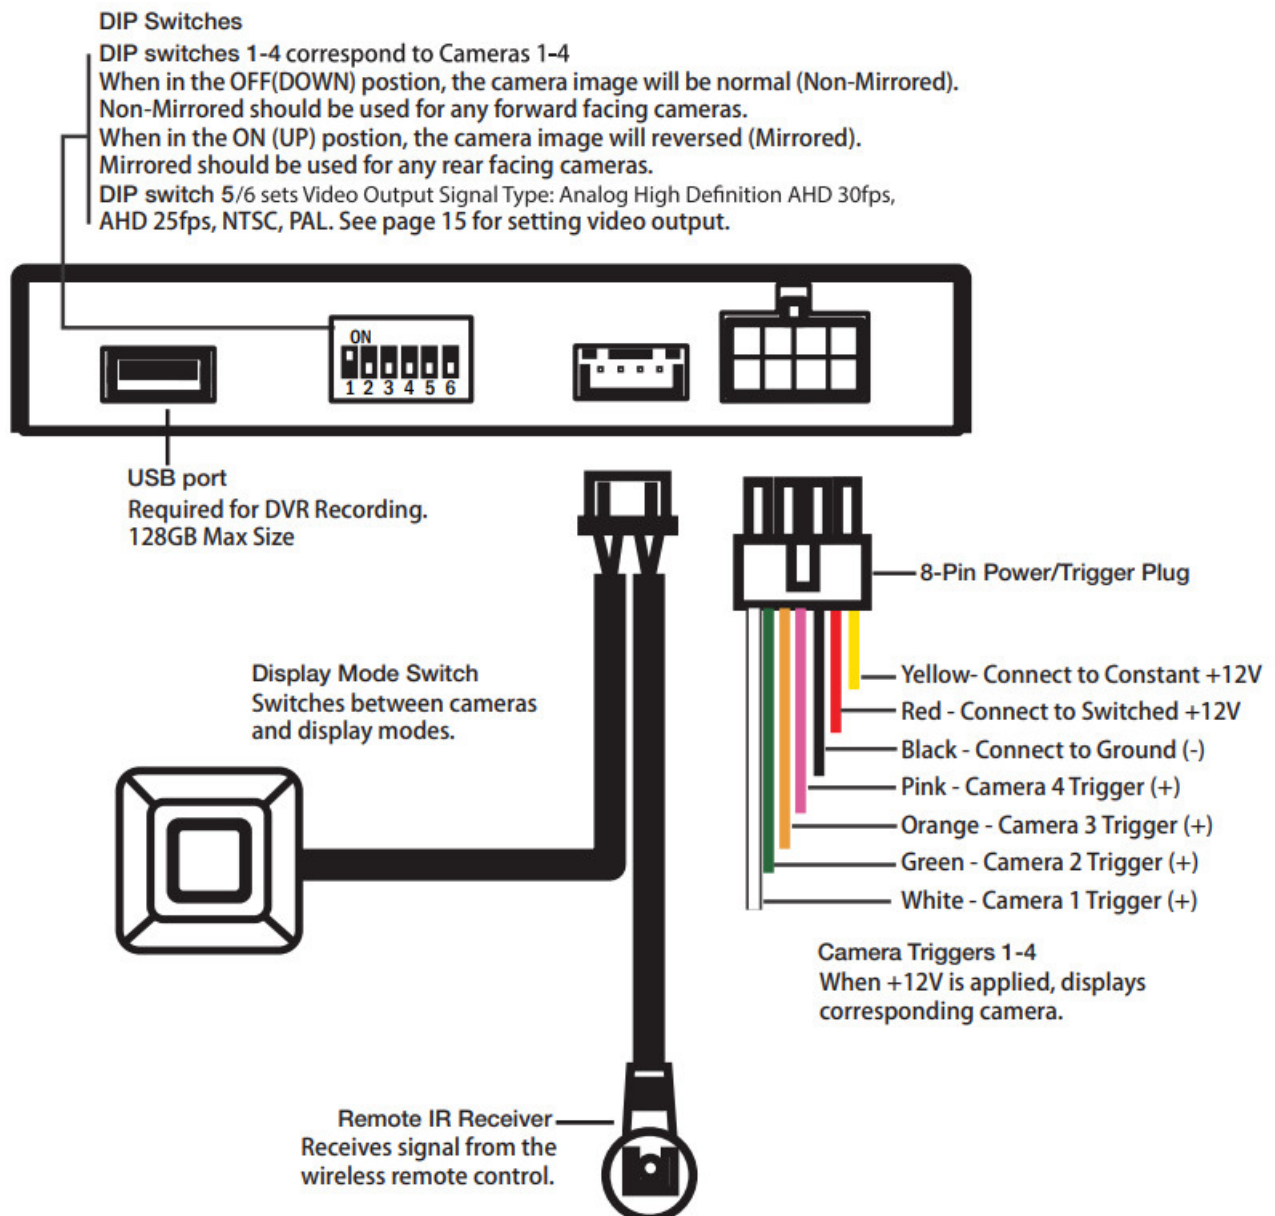 DIP Switches
DIP switches 1-4 correspond to Cameras 1-4
When in the OFF(DOWN) postion, the camera image will be normal (Non-Mirrored).
Non-Mirrored should be used for any forward facing cameras.
When in the ON (UP) postion, the camera image will reversed (Mirrored).
Mirrored should be used for any rear facing cameras.
DIP switch 5/6 sets Video Output Signal Type: Analog High Definition AHD 30fps,
AHD 25fps, NTSC, PAL. See page 15 for setting video output.
ON
1 2 3 4 5 6
USB port
Required for DVR Recording.
128GB Max Size
8-Pin Power/Trigger Plug
Display Mode Switch
Switches between cameras
and display modes.
Yellow- Connect to Constant +12V
Red - Connect to Switched +12V
Black - Connect to Ground (-)
Pink - Camera 4 Trigger (+)
Orange - Camera 3 Trigger (+)
Green - Camera 2 Trigger (+)
White - Camera 1 Trigger (+)
Camera Triggers 1-4
When +12V is applied, displays
corresponding camera.
Remote IR Receiver
Receives signal from the
wireless remote control.